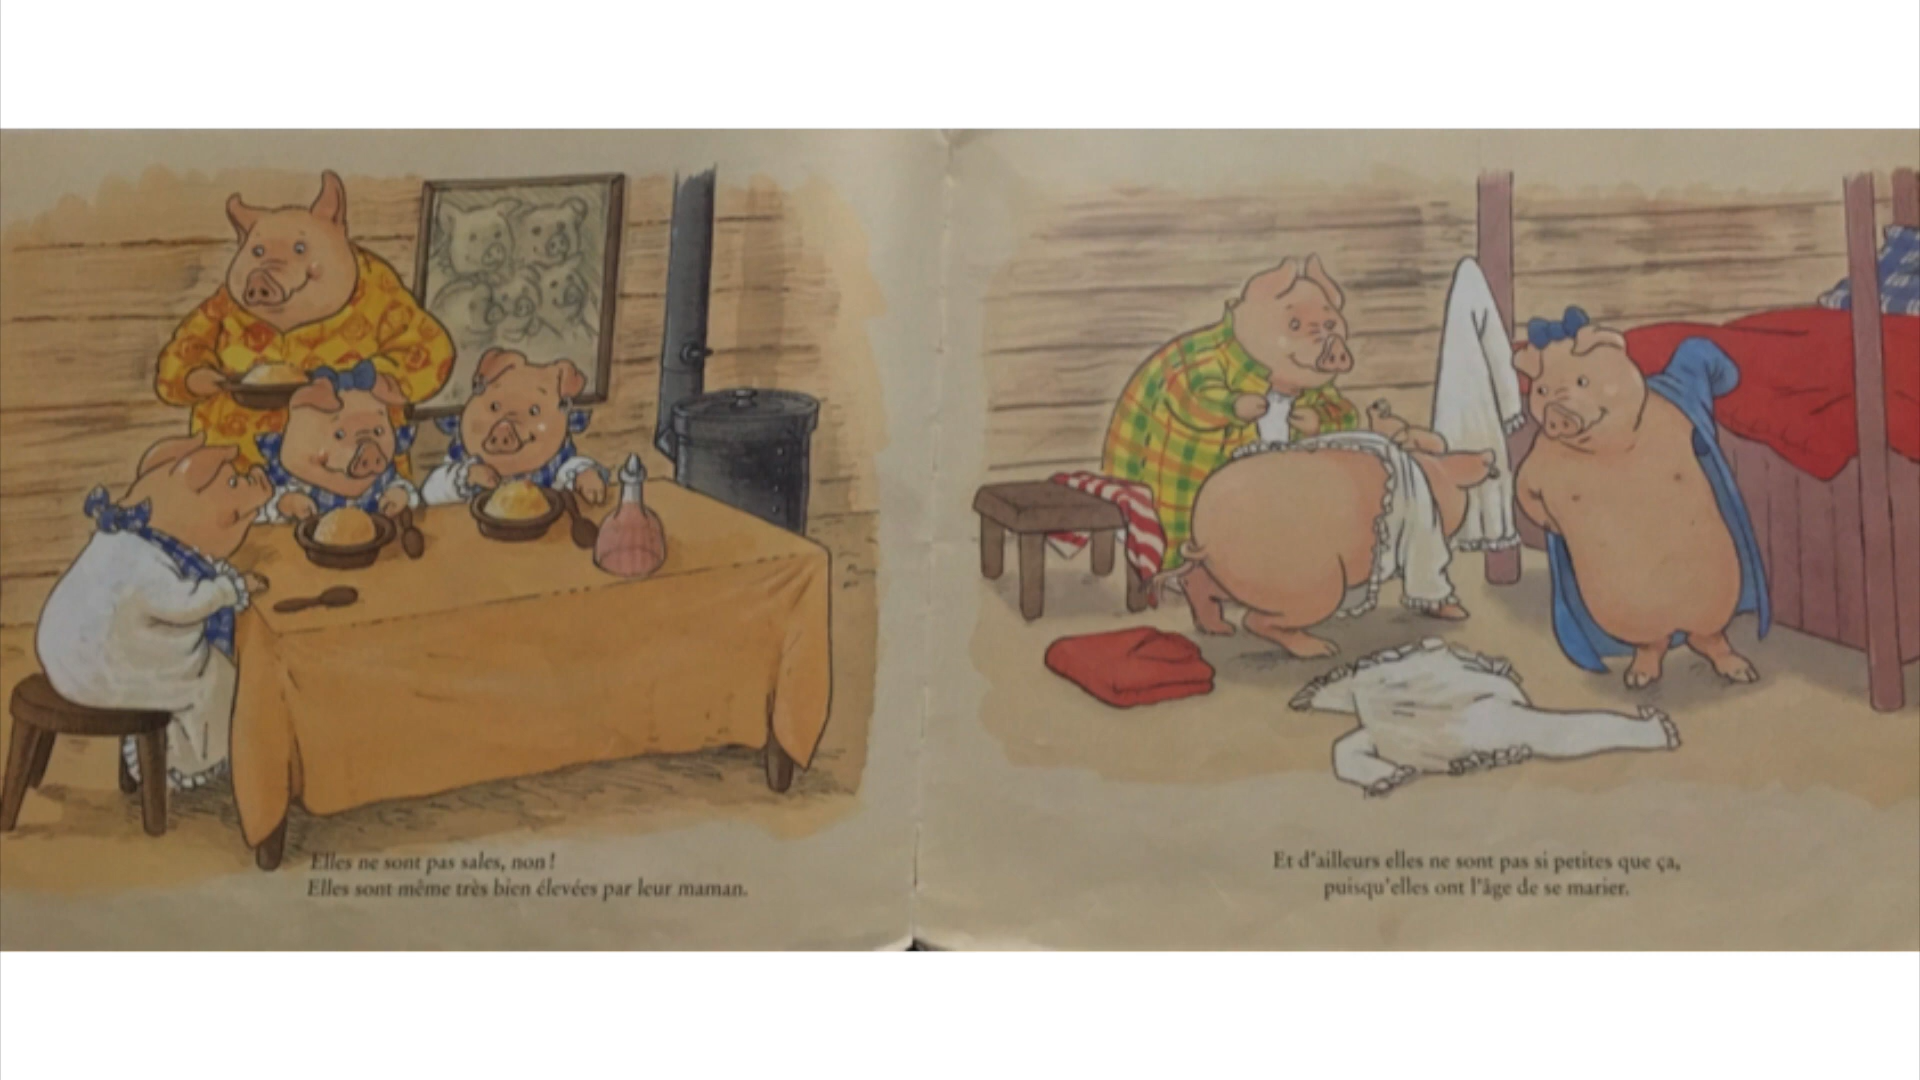 Elles ne sont pas sales, non !
Elles sont même très bien élevées par leur maman.
Et d'ailleurs elles ne sont pas si petites que ça,
puisqu'elles ont l'âge de se marier.